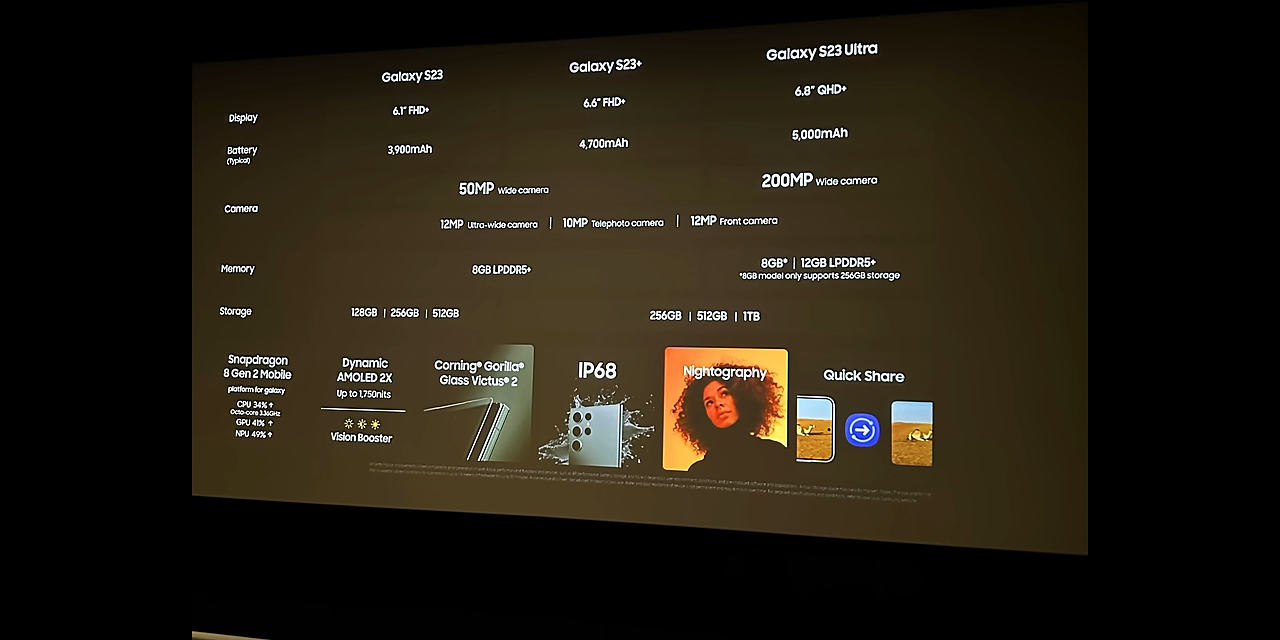 Galaxy S23 Galaxy S23+ Galaxy S23 Ultra
Display 6.1" FHD+ 6.6" FHD+ 6.8" QHD+
Battery 3,900mAh 4,700mAh 5,000mAh
(Typical)
50MP Wide camera 200MP Wide camera
Camera
12MP Ultra-wide camera | 10MP Telephoto camera | 12MP Front camera
Memory 8GB LPDDR5+ 8GB* | 12GB LPDDR5+
*8GB model only supports 256GB storage
Storage 128GB | 256GB | 512GB 256GB | 512GB | 1TB
Snapdragon
8 Gen 2 Mobile
platform for galaxy
CPU 34% ↑
Octa-core 3.36GHz
GPU 41% ↑
NPU 49% ↑
Dynamic
AMOLED 2X
Up to 1,750nits
Vision Booster
Corning® Gorilla®
Glass Victus® 2
IP68
Nightography
Quick Share